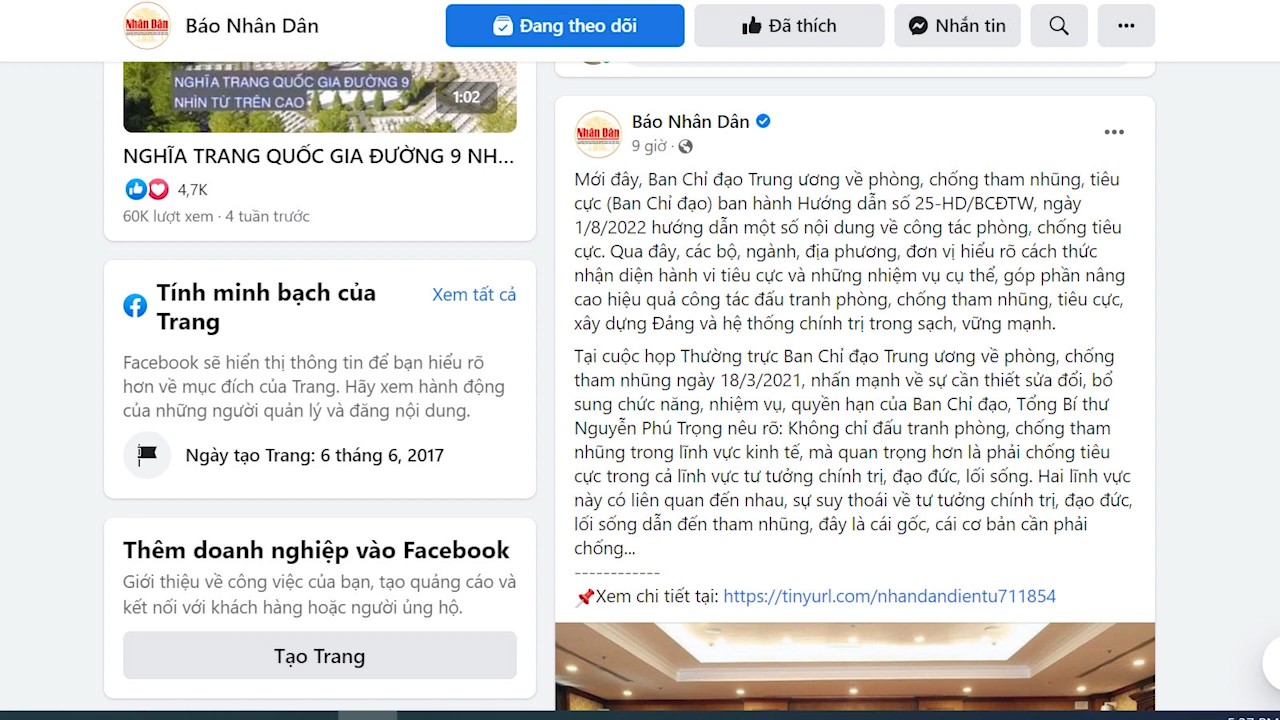 Nhân Dân
Báo Nhân Dân
Đang theo dõi
Đã thích
Nhắn tin
NGHĨA TRANG QUỐC GIA ĐƯỜNG 9
NHÌN TỪ TRÊN CAO
1:02
NGHĨA TRANG QUỐC GIA ĐƯỜNG 9 NH...
4,7K
60K lượt xem · 4 tuần trước
Tính minh bạch của
Trang
Xem tất cả
Facebook sẽ hiển thị thông tin để bạn hiểu rõ
hơn về mục đích của Trang. Hãy xem hành động
của những người quản lý và đăng nội dung.
Ngày tạo Trang: 6 tháng 6, 2017
Thêm doanh nghiệp vào Facebook
Giới thiệu về công việc của bạn, tạo quảng cáo và
kết nối với khách hàng hoặc người ủng hộ.
Tạo Trang
Nhân Dân
Báo Nhân Dân
9 giờ ·
Mới đây, Ban Chỉ đạo Trung ương về phòng, chống tham nhũng, tiêu
cực (Ban Chỉ đạo) ban hành Hướng dẫn số 25-HD/BCĐTW, ngày
1/8/2022 hướng dẫn một số nội dung về công tác phòng, chống tiêu
cực. Qua đây, các bộ, ngành, địa phương, đơn vị hiểu rõ cách thức
nhận diện hành vi tiêu cực và những nhiệm vụ cụ thể, góp phần nâng
cao hiệu quả công tác đấu tranh phòng, chống tham nhũng, tiêu cực,
xây dựng Đảng và hệ thống chính trị trong sạch, vững mạnh.
Tại cuộc họp Thường trực Ban Chỉ đạo Trung ương về phòng, chống
tham nhũng ngày 18/3/2021, nhấn mạnh về sự cần thiết sửa đổi, bổ
sung chức năng, nhiệm vụ, quyền hạn của Ban Chỉ đạo, Tổng Bí thư
Nguyễn Phú Trọng nêu rõ: Không chỉ đấu tranh phòng, chống tham
nhũng trong lĩnh vực kinh tế, mà quan trọng hơn là phải chống tiêu
cực trong cả lĩnh vực tư tưởng chính trị, đạo đức, lối sống. Hai lĩnh vực
này có liên quan đến nhau, sự suy thoái về tư tưởng chính trị, đạo đức,
lối sống dẫn đến tham nhũng, đây là cái gốc, cái cơ bản cần phải
chống...
------------
Xem chi tiết tại: https://tinyurl.com/nhandandientu711854